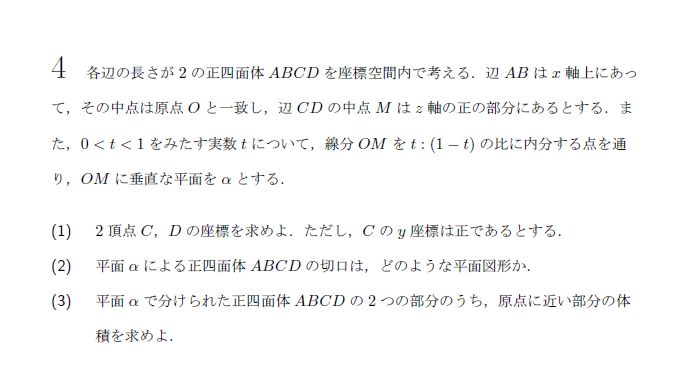 4 各辺の長さが 2 の正四面体 ABCD を座標空間内で考える．辺 AB は x 軸上にあっ
て，その中点は原点 O と一致し，辺 CD の中点 M は z 軸の正の部分にあるとする．ま
た，0 < t < 1 をみたす実数 t について，線分 OM を t : (1 − t) の比に内分する点を通
り，OM に垂直な平面を α とする．
(1) 2 頂点 C，D の座標を求めよ．ただし，C の y 座標は正であるとする．
(2) 平面 α による正四面体 ABCD の切口は，どのような平面図形か．
(3) 平面 α で分けられた正四面体 ABCD の 2 つの部分のうち，原点に近い部分の体
積を求めよ．